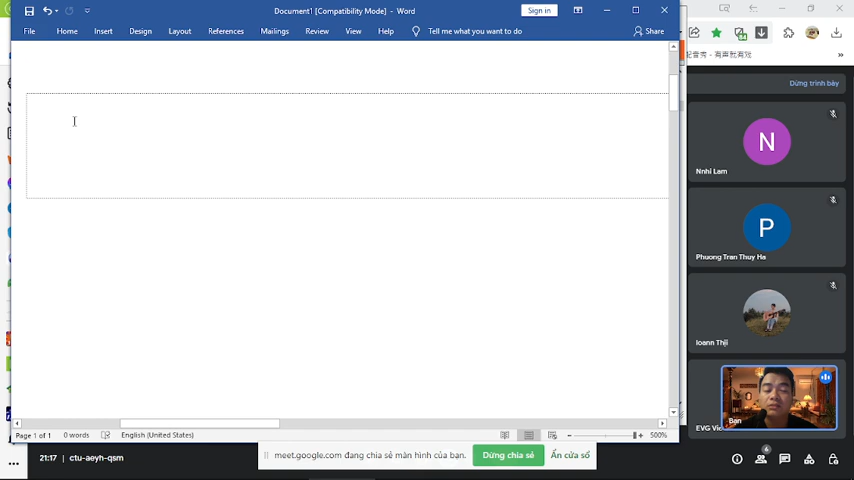 Document1 [Compatibility Mode] - Word
Sign in
File Home Insert Design Layout References Mailings Review View Help Tell me what you want to do Share
Dừng trình bày
N
Nnhi Lam
P
Phuong Tran Thuy Ha
Ioann Thịi
Bạn
Page 1 of 1 0 words English (United States) 500%
meet.google.com đang chia sẻ màn hình của bạn. Dừng chia sẻ Ẩn cửa sổ
21:17 | ctu-aeyh-qsm
6